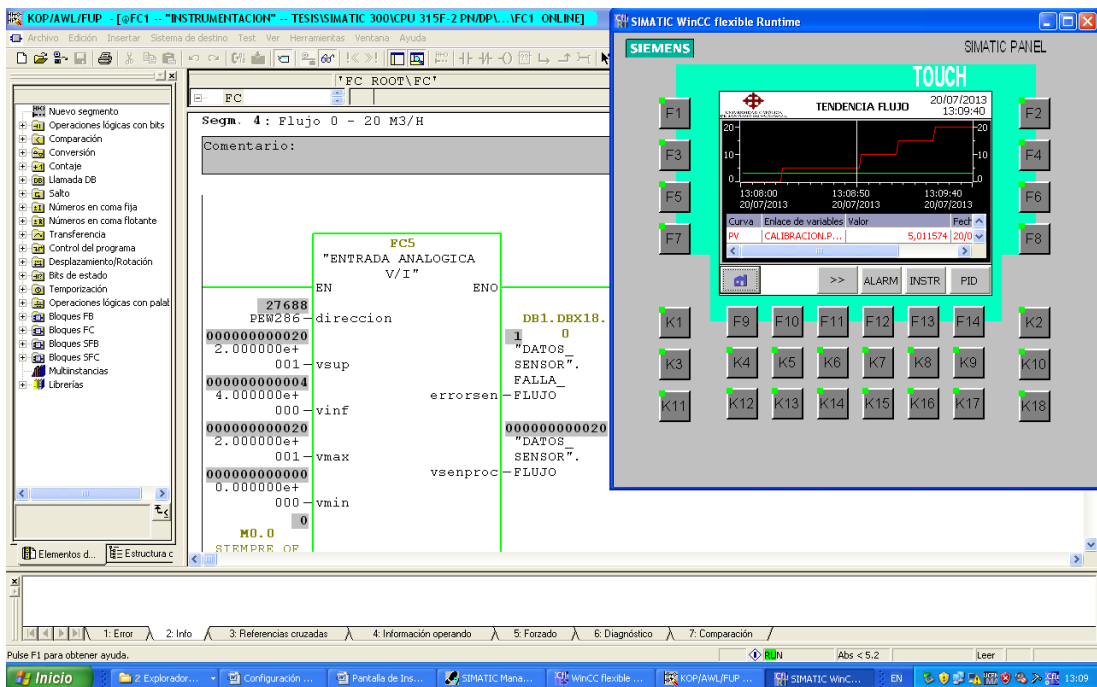 KOP/AWL/FUP - [@FC1 -- "INSTRUMENTACION" -- TESIS\SIMATIC 300\CPU 315F-2 PN/DP\...\FC1 ONLINE]
Archivo Edición Insertar Sistema de destino Test Ver Herramientas Ventana Ayuda
Nuevo segmento
Operaciones lógicas con bits
Comparación
Conversión
Contaje
Llamada DB
Salto
Números en coma fija
Números en coma flotante
Transferencia
Control del programa
Desplazamiento/Rotación
Bits de estado
Temporización
Operaciones lógicas con palab
Bloques FB
Bloques FC
Bloques SFB
Bloques SFC
Multiinstancias
Librerías
Elementos d...
Estructura c
'FC ROOT\FC'
FC
Segm. 4: Flujo 0 - 20 M3/H
Comentario:
FC5
"ENTRADA ANALOGICA
V/I"
EN ENO
27688
PEW286 direccion
DB1.DBX18.
0
000000000020
2.000000e+
001 vsup
1
"DATOS_
SENSOR".
FALLA_
errorsen FLUJO
000000000004
4.000000e+
000 vinf
000000000020
2.000000e+
001 vmax
000000000020
"DATOS_
SENSOR".
vsenproc FLUJO
000000000000
0.000000e+
000 vmin
0
M0.0
SIEMPRE_OF
SIMATIC WinCC flexible Runtime
SIEMENS
SIMATIC PANEL
TOUCH
F1
F3
F5
F7
F2
F4
F6
F8
TENDENCIA FLUJO
20/07/2013
13:09:40
20
10
0
20
10
0
13:08:00 13:08:50 13:09:40
20/07/2013 20/07/2013 20/07/2013
Curva Enlace de variables Valor Fech
PV CALIBRACION.P... 5,011574 20/0
>> ALARM INSTR PID
K1 F9 F10 F11 F12 F13 F14 K2
K3 K4 K5 K6 K7 K8 K9 K10
K11 K12 K13 K14 K15 K16 K17 K18
1: Error 2: Info 3: Referencias cruzadas 4: Información operando 5: Forzado 6: Diagnóstico 7: Comparación
Pulse F1 para obtener ayuda.
RUN Abs < 5.2 Leer
Inicio 2 Explorador... Configuración ... Pantalla de Ins... SIMATIC Mana... WinCC flexible ... KOP/AWL/FUP ... SIMATIC WinC... EN 13:09